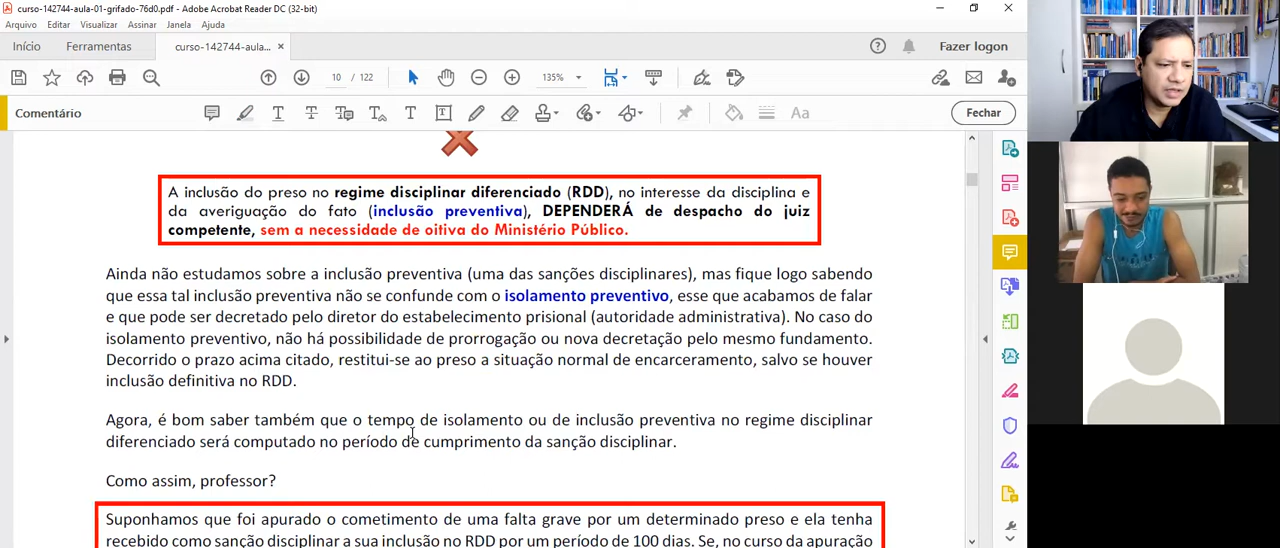 curso-142744-aula-01-grifado-76d0.pdf - Adobe Acrobat Reader DC (32-bit)
Arquivo Editar Visualizar Assinar Janela Ajuda
Início Ferramentas curso-142744-aula... × Fazer logon
10 / 122 135%
Comentário Fechar
A inclusão do preso no regime disciplinar diferenciado (RDD), no interesse da disciplina e
da averiguação do fato (inclusão preventiva), DEPENDERÁ de despacho do juiz
competente, sem a necessidade de oitiva do Ministério Público.
Ainda não estudamos sobre a inclusão preventiva (uma das sanções disciplinares), mas fique logo sabendo
que essa tal inclusão preventiva não se confunde com o isolamento preventivo, esse que acabamos de falar
e que pode ser decretado pelo diretor do estabelecimento prisional (autoridade administrativa). No caso do
isolamento preventivo, não há possibilidade de prorrogação ou nova decretação pelo mesmo fundamento.
Decorrido o prazo acima citado, restitui-se ao preso a situação normal de encarceramento, salvo se houver
inclusão definitiva no RDD.
Agora, é bom saber também que o tempo de isolamento ou de inclusão preventiva no regime disciplinar
diferenciado será computado no período de cumprimento da sanção disciplinar.
Como assim, professor?
Suponhamos que foi apurado o cometimento de uma falta grave por um determinado preso e ela tenha
recebido como sanção disciplinar a sua inclusão no RDD por um período de 100 dias. Se, no curso da apuração